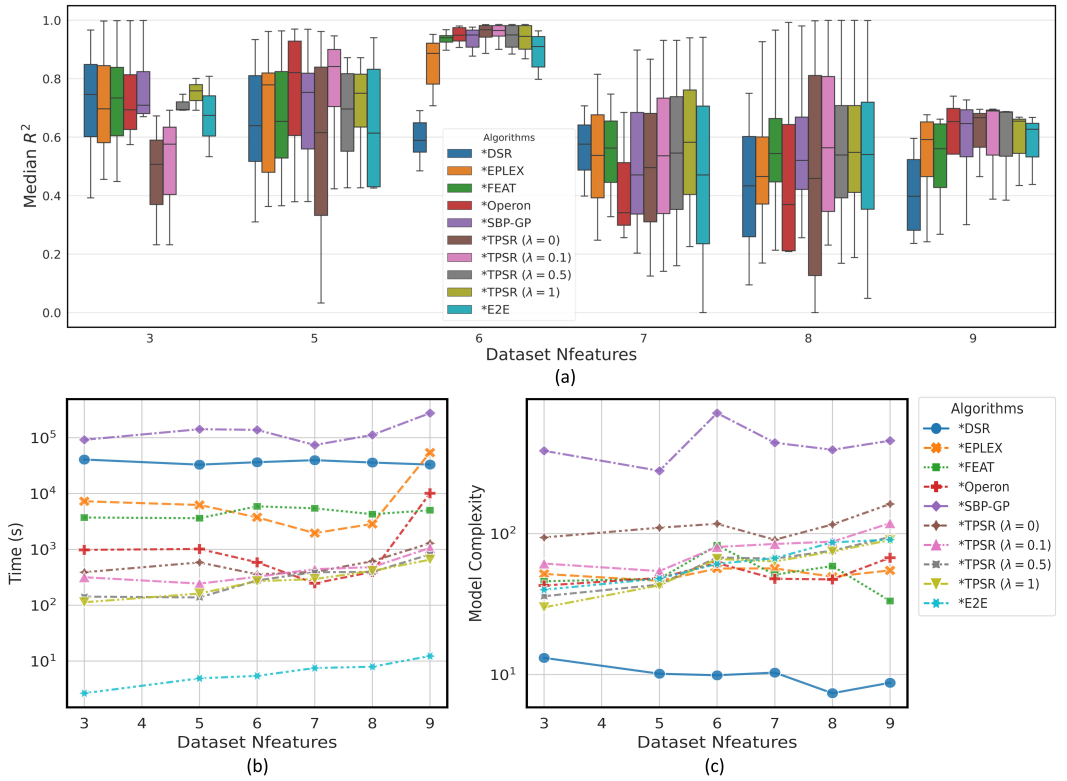 Median R²
1.0
0.8
0.6
0.4
0.2
0.0
Algorithms
*DSR
*EPLEX
*FEAT
*Operon
*SBP-GP
*TPSR (λ = 0)
*TPSR (λ = 0.1)
*TPSR (λ = 0.5)
*TPSR (λ = 1)
*E2E
3 5 6 7 8 9
Dataset Nfeatures
(a)
Time (s)
10⁵
10⁴
10³
10²
10¹
3 4 5 6 7 8 9
Dataset Nfeatures
(b)
Model Complexity
10²
10¹
3 4 5 6 7 8 9
Dataset Nfeatures
(c)
Algorithms
*DSR
*EPLEX
*FEAT
*Operon
*SBP-GP
*TPSR (λ = 0)
*TPSR (λ = 0.1)
*TPSR (λ = 0.5)
*TPSR (λ = 1)
*E2E